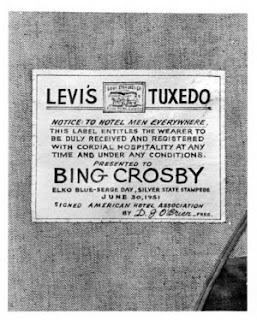 LEVI'S TUXEDO
NOTICE TO HOTEL MEN EVERYWHERE,
THIS LABEL ENTITLES THE WEARER TO
BE DULY RECEIVED AND REGISTERED
WITH CORDIAL HOSPITALITY AT ANY
TIME AND UNDER ANY CONDITIONS.
PRESENTED TO
BING CROSBY
ELKO BLUE-SERGE DAY, SILVER STATE STAMPEDE
JUNE 30, 1951
SIGNED AMERICAN HOTEL ASSOCIATION
BY D. J. O'Brien, PRES.